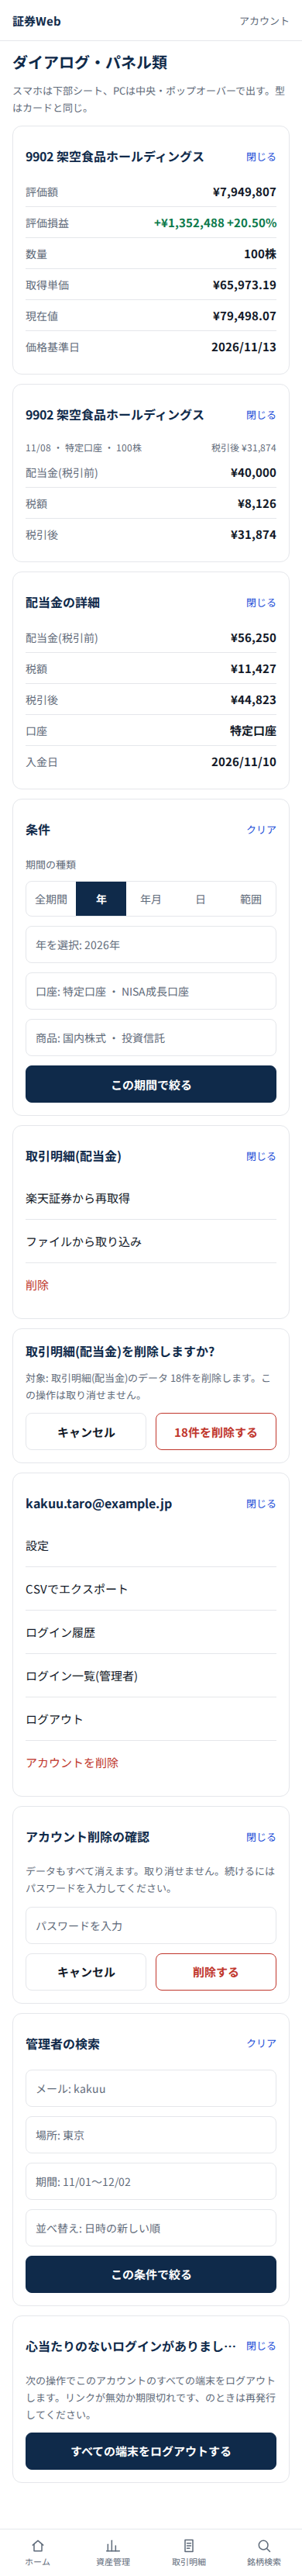 証券Web
アカウント
ダイアログ・パネル類
スマホは下部シート、PCは中央・ポップオーバーで出す。型
はカードと同じ。
9902 架空食品ホールディングス 閉じる
評価額 ¥7,949,807
評価損益 +¥1,352,488 +20.50%
数量 100株
取得単価 ¥65,973.19
現在値 ¥79,498.07
価格基準日 2026/11/13
9902 架空食品ホールディングス 閉じる
11/08 ・ 特定口座 ・ 100株 税引後 ¥31,874
配当金(税引前) ¥40,000
税額 ¥8,126
税引後 ¥31,874
配当金の詳細 閉じる
配当金(税引前) ¥56,250
税額 ¥11,427
税引後 ¥44,823
口座 特定口座
入金日 2026/11/10
条件 クリア
期間の種類
全期間 年 年月 日 範囲
年を選択: 2026年
口座: 特定口座 ・ NISA成長口座
商品: 国内株式 ・ 投資信託
この期間で絞る
取引明細(配当金) 閉じる
楽天証券から再取得
ファイルから取り込み
削除
取引明細(配当金)を削除しますか?
対象: 取引明細(配当金)のデータ 18件を削除します。こ
の操作は取り消せません。
キャンセル 18件を削除する
kakuu.taro@example.jp 閉じる
設定
CSVでエクスポート
ログイン履歴
ログイン一覧(管理者)
ログアウト
アカウントを削除
アカウント削除の確認 閉じる
データもすべて消えます。取り消せません。続けるには
パスワードを入力してください。
パスワードを入力
キャンセル 削除する
管理者の検索 クリア
メール: kakuu
場所: 東京
期間: 11/01〜12/02
並べ替え: 日時の新しい順
この条件で絞る
心当たりのないログインがありまし… 閉じる
次の操作でこのアカウントのすべての端末をログアウト
します。リンクが無効か期限切れです、のときは再発行
してください。
すべての端末をログアウトする
ホーム 資産管理 取引明細 銘柄検索